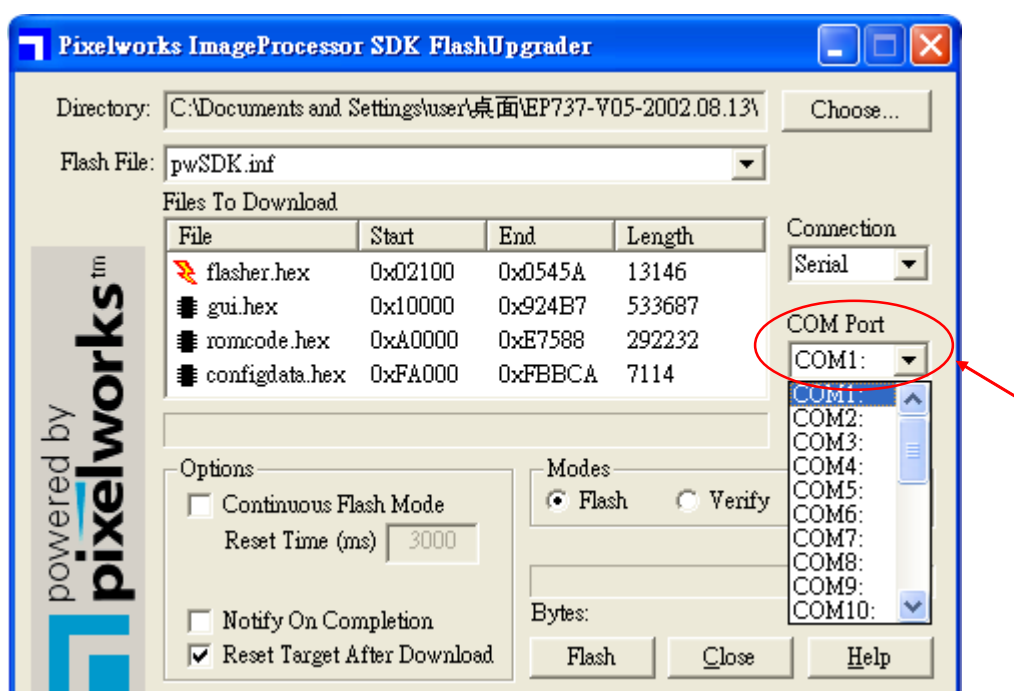 Pixelworks ImageProcessor SDK FlashUpgrader
Directory: C:\Documents and Settings\user\桌面\EP737-V05-2002.08.13\ Choose...
Flash File: pwSDK.inf
Files To Download
File Start End Length
flasher.hex 0x02100 0x0545A 13146
gui.hex 0x10000 0x924B7 533687
romcode.hex 0xA0000 0xE7588 292232
configdata.hex 0xFA000 0xFBBCA 7114
Connection
Serial
COM Port
COM1:
COM1:
COM2:
COM3:
COM4:
COM5:
COM6:
COM7:
COM8:
COM9:
COM10:
powered by
pixelworks™
Options
Continuous Flash Mode
Reset Time (ms) 3000
Notify On Completion
Reset Target After Download
Modes
Flash Verify
Bytes:
Flash Close Help